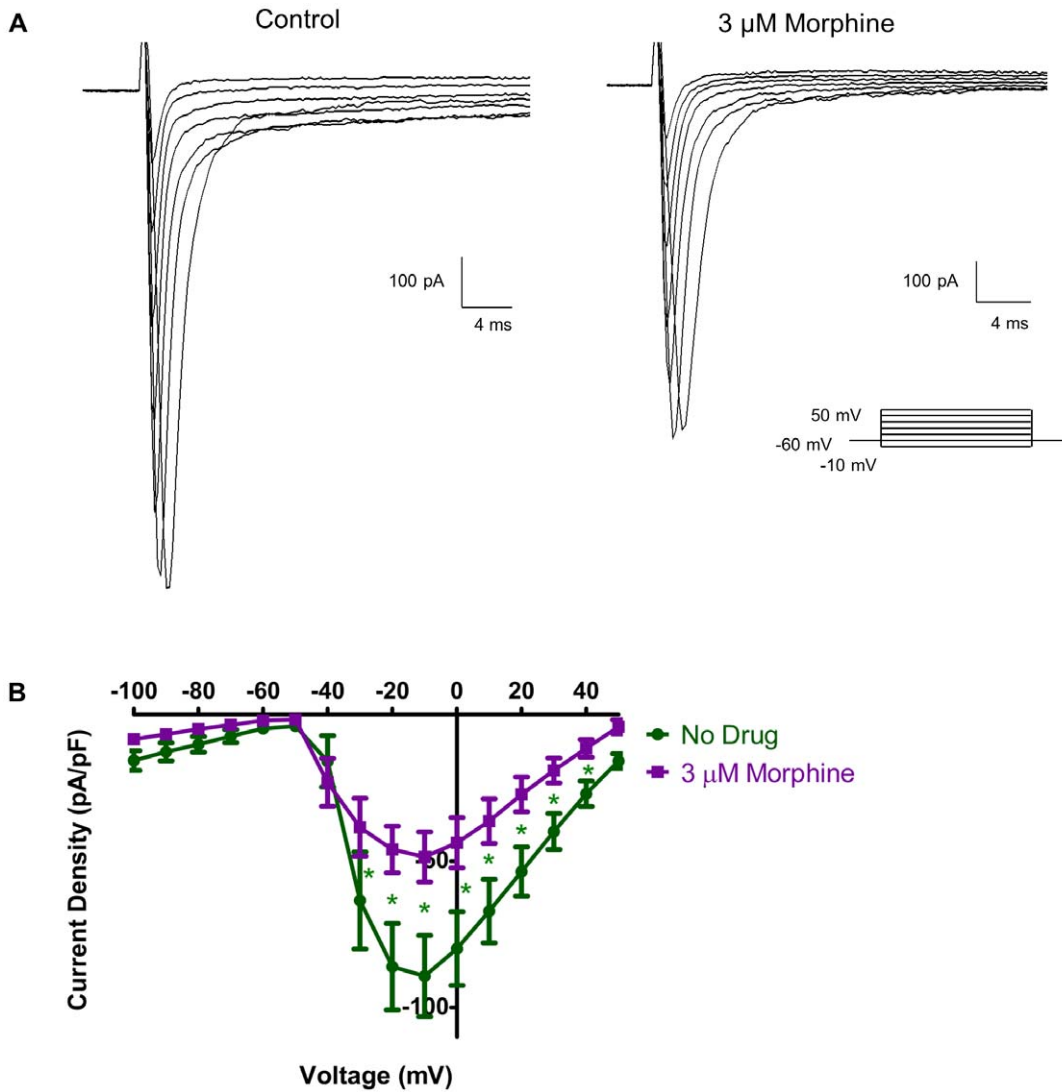 A
Control
3 µM Morphine
100 pA
4 ms
100 pA
4 ms
50 mV
-60 mV
-10 mV
B
-100 -80 -60 -40 -20 0 20 40
No Drug
3 µM Morphine
* * * * * * * *
-50
-100
Current Density (pA/pF)
Voltage (mV)